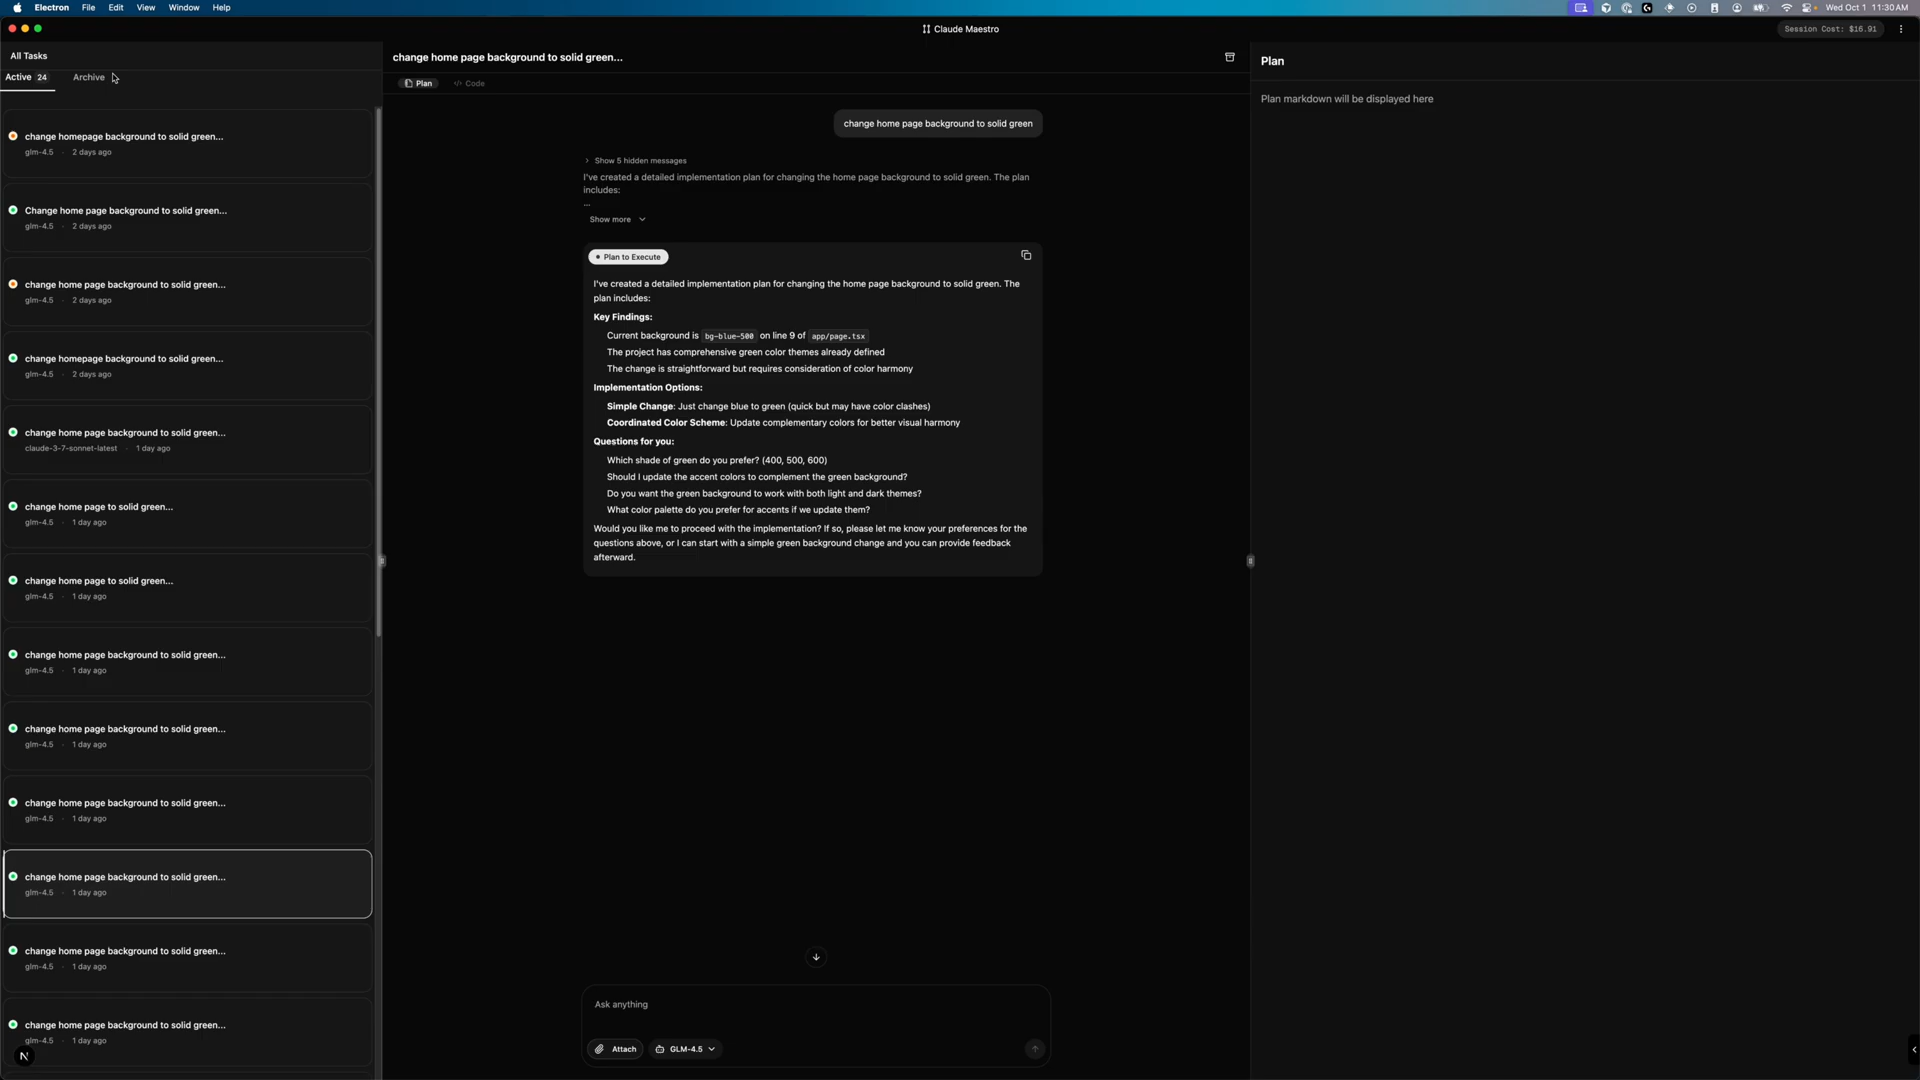 Electron File Edit View Window Help
Wed Oct 1 11:30 AM
Claude Maestro
Session Cost: $16.91
All Tasks
Active 24 Archive
change homepage background to solid green...
glm-4.5 · 2 days ago
Change home page background to solid green...
glm-4.5 · 2 days ago
change home page background to solid green...
glm-4.5 · 2 days ago
change homepage background to solid green...
glm-4.5 · 2 days ago
change home page background to solid green...
claude-3-7-sonnet-latest · 1 day ago
change home page to solid green...
glm-4.5 · 1 day ago
change home page to solid green...
glm-4.5 · 1 day ago
change home page background to solid green...
glm-4.5 · 1 day ago
change home page background to solid green...
glm-4.5 · 1 day ago
change home page background to solid green...
glm-4.5 · 1 day ago
change home page background to solid green...
glm-4.5 · 1 day ago
change home page background to solid green...
glm-4.5 · 1 day ago
change home page background to solid green...
glm-4.5 · 1 day ago
N
change home page background to solid green...
Plan </> Code
change home page background to solid green
> Show 5 hidden messages
I've created a detailed implementation plan for changing the home page background to solid green. The plan
includes:
...
Show more
• Plan to Execute
I've created a detailed implementation plan for changing the home page background to solid green. The
plan includes:
Key Findings:
Current background is bg-blue-500 on line 9 of app/page.tsx
The project has comprehensive green color themes already defined
The change is straightforward but requires consideration of color harmony
Implementation Options:
Simple Change: Just change blue to green (quick but may have color clashes)
Coordinated Color Scheme: Update complementary colors for better visual harmony
Questions for you:
Which shade of green do you prefer? (400, 500, 600)
Should I update the accent colors to complement the green background?
Do you want the green background to work with both light and dark themes?
What color palette do you prefer for accents if we update them?
Would you like me to proceed with the implementation? If so, please let me know your preferences for the
questions above, or I can start with a simple green background change and you can provide feedback
afterward.
Ask anything
Attach GLM-4.5
Plan
Plan markdown will be displayed here